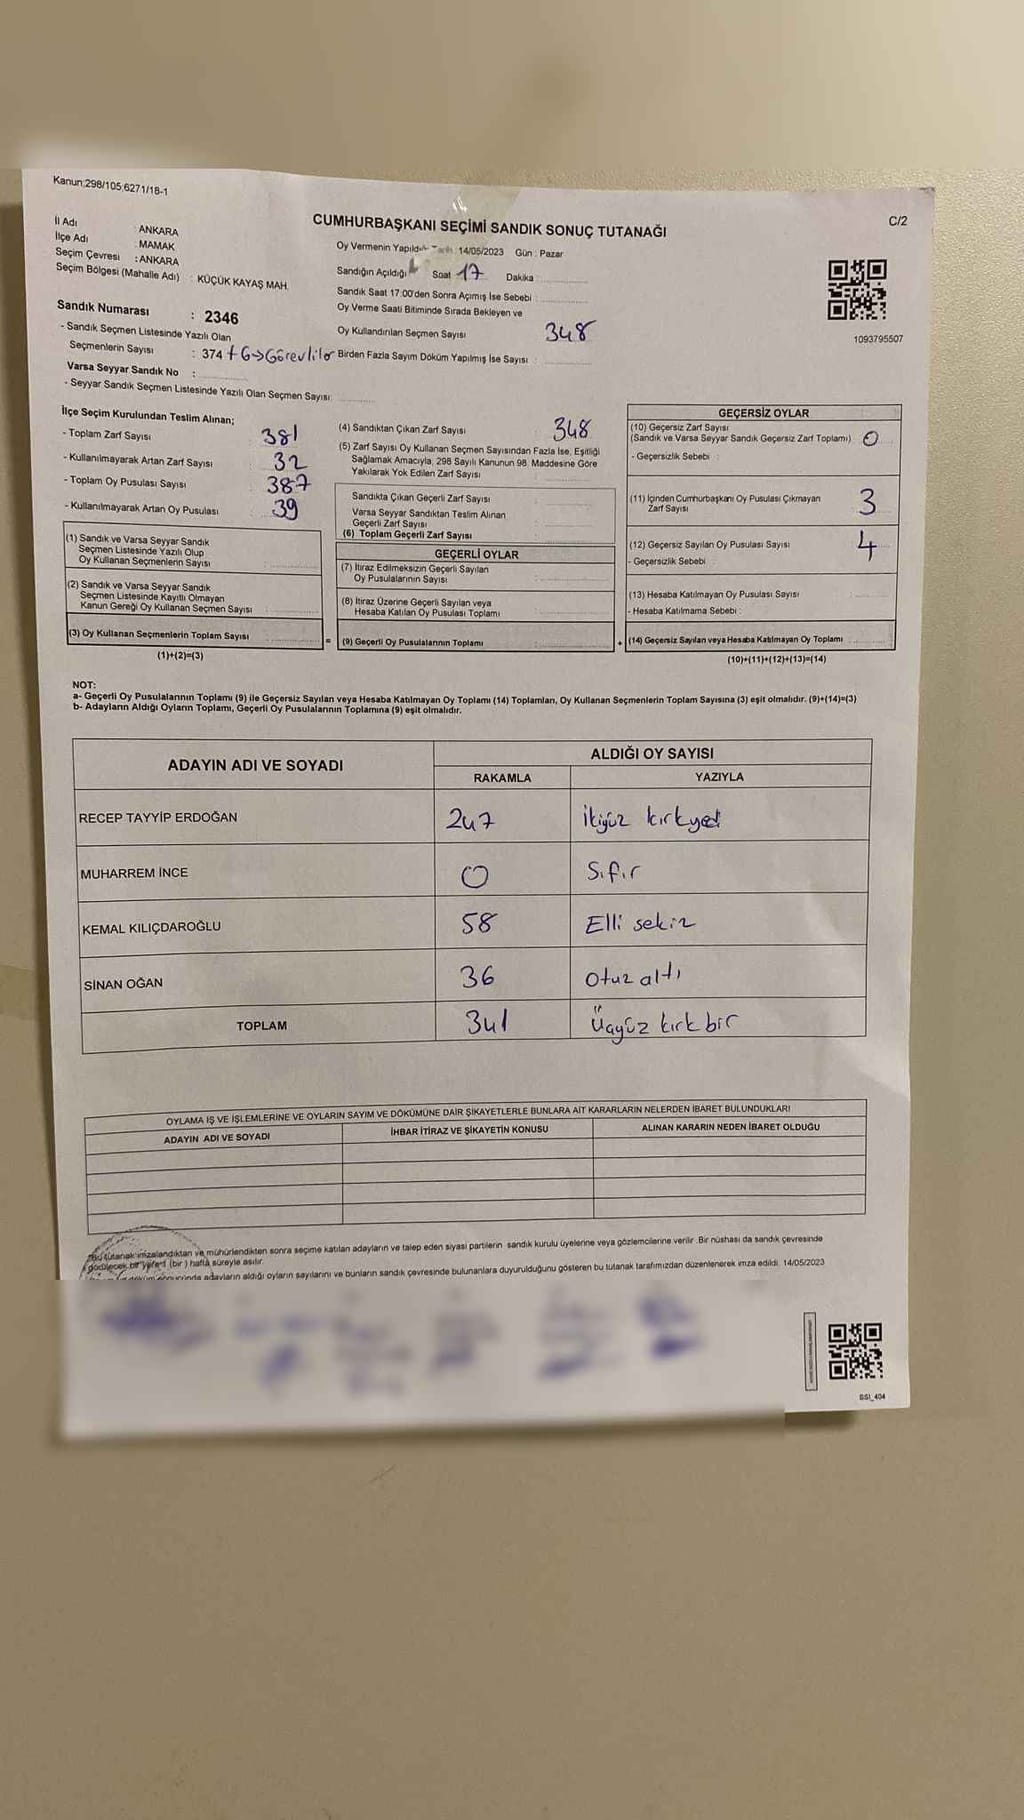 Kanun;298/105;6271/18-1
C/2
CUMHURBAŞKANI SEÇİMİ SANDIK SONUÇ TUTANAĞI
İl Adı : ANKARA
İlçe Adı : MAMAK
Seçim Çevresi : ANKARA
Seçim Bölgesi (Mahalle Adı) : KÜÇÜK KAYAŞ MAH.
Oy Vermenin Yapıldığı Tarih 14/05/2023 Gün : Pazar
Sandığın Açıldığı Saat 17 Dakika
Sandık Saat 17:00'den Sonra Açımış İse Sebebi
Oy Verme Saati Bitiminde Sırada Bekleyen ve
Oy Kullandırılan Seçmen Sayısı 348
Birden Fazla Sayım Döküm Yapılmış İse Sayısı :
1093795507
Sandık Numarası : 2346
- Sandık Seçmen Listesinde Yazılı Olan
Seçmenlerin Sayısı : 374 + 6 → Görevliler
Varsa Seyyar Sandık No :
- Seyyar Sandık Seçmen Listesinde Yazılı Olan Seçmen Sayısı:
İlçe Seçim Kurulundan Teslim Alınan;
- Toplam Zarf Sayısı 381
- Kullanılmayarak Artan Zarf Sayısı 32
- Toplam Oy Pusulası Sayısı 387
- Kullanılmayarak Artan Oy Pusulası 39
(1) Sandık ve Varsa Seyyar Sandık
Seçmen Listesinde Yazılı Olup
Oy Kullanan Seçmenlerin Sayısı
(2) Sandık ve Varsa Seyyar Sandık
Seçmen Listesinde Kayıtlı Olmayan
Kanun Gereği Oy Kullanan Seçmen Sayısı
(3) Oy Kullanan Seçmenlerin Toplam Sayısı
(1)+(2)=(3)
(4) Sandıktan Çıkan Zarf Sayısı 348
(5) Zarf Sayısı Oy Kullanan Seçmen Sayısından Fazla İse, Eşitliği
Sağlamak Amacıyla, 298 Sayılı Kanunun 98. Maddesine Göre
Yakılarak Yok Edilen Zarf Sayısı
Sandıkta Çıkan Geçerli Zarf Sayısı
Varsa Seyyar Sandıktan Teslim Alınan
Geçerli Zarf Sayısı
(6) Toplam Geçerli Zarf Sayısı
GEÇERLİ OYLAR
(7) İtiraz Edilmeksizin Geçerli Sayılan
Oy Pusulalarının Sayısı
(8) İtiraz Üzerine Geçerli Sayılan veya
Hesaba Katılan Oy Pusulası Toplamı
= (9) Geçerli Oy Pusulalarının Toplamı
GEÇERSİZ OYLAR
(10) Geçersiz Zarf Sayısı
(Sandık ve Varsa Seyyar Sandık Geçersiz Zarf Toplamı) 0
- Geçersizlik Sebebi :
(11) İçinden Cumhurbaşkanı Oy Pusulası Çıkmayan
Zarf Sayısı 3
(12) Geçersiz Sayılan Oy Pusulası Sayısı 4
- Geçersizlik Sebebi
(13) Hesaba Katılmayan Oy Pusulası Sayısı
- Hesaba Katılmama Sebebi :
+ (14) Geçersiz Sayılan veya Hesaba Katılmayan Oy Toplamı
(10)+(11)+(12)+(13)=(14)
NOT:
a- Geçerli Oy Pusulalarının Toplamı (9) ile Geçersiz Sayılan veya Hesaba Katılmayan Oy Toplamı (14) Toplamları, Oy Kullanan Seçmenlerin Toplam Sayısına (3) eşit olmalıdır. (9)+(14)=(3)
b- Adayların Aldığı Oyların Toplamı, Geçerli Oy Pusulalarının Toplamına (9) eşit olmalıdır.
ADAYIN ADI VE SOYADI ALDIĞI OY SAYISI
RAKAMLA YAZIYLA
RECEP TAYYİP ERDOĞAN 247 İkiyüz kırkyedi
MUHARREM İNCE 0 Sıfır
KEMAL KILIÇDAROĞLU 58 Elli sekiz
SİNAN OĞAN 36 Otuz altı
TOPLAM 341 Üçyüz kırk bir
OYLAMA İŞ VE İŞLEMLERİNE VE OYLARIN SAYIM VE DÖKÜMÜNE DAİR ŞİKAYETLERLE BUNLARA AİT KARARLARIN NELERDEN İBARET BULUNDUKLARI
ADAYIN ADI VE SOYADI İHBAR İTİRAZ VE ŞİKAYETİN KONUSU ALINAN KARARIN NEDEN İBARET OLDUĞU
Bu tutanak imzalandıktan ve mühürlendikten sonra seçime katılan adayların ve talep eden siyasi partilerin sandık kurulu üyelerine veya gözlemcilerine verilir. Bir nüshası da sandık çevresinde
görülecek bir yere 1 (bir) hafta süreyle asılır.
adayların aldığı oyların sayılarını ve bunların sandık çevresinde bulunanlara duyurulduğunu gösteren bu tutanak tarafımızdan düzenlenerek imza edildi. 14/05/2023
SSI_404